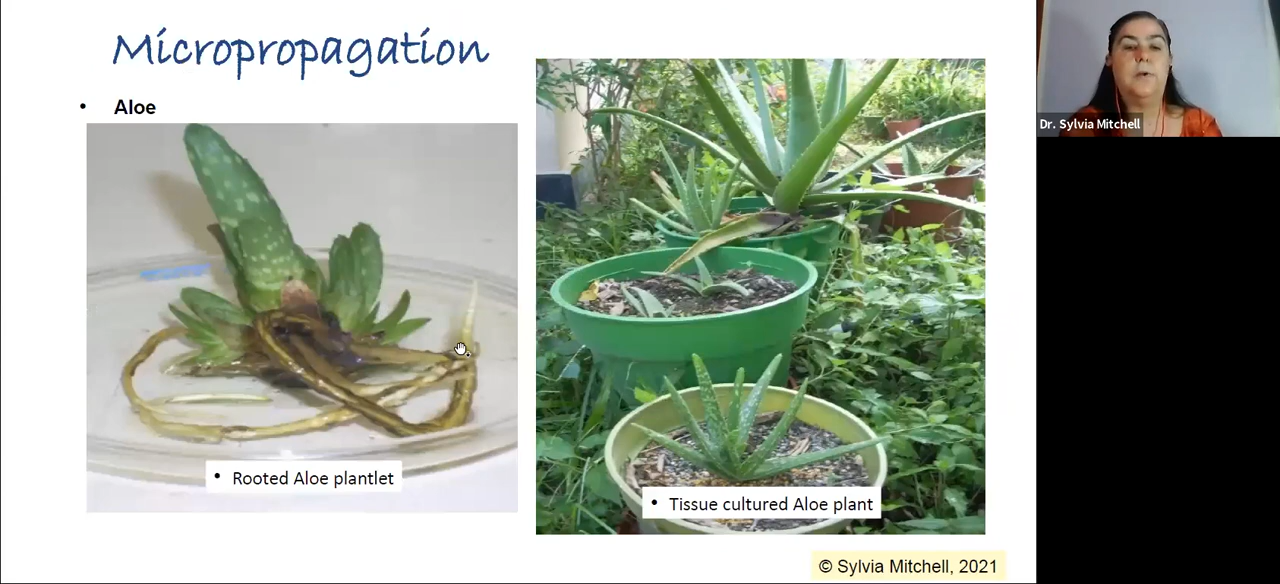 Micropropagation
• Aloe
Dr. Sylvia Mitchell
• Rooted Aloe plantlet
• Tissue cultured Aloe plant
© Sylvia Mitchell, 2021